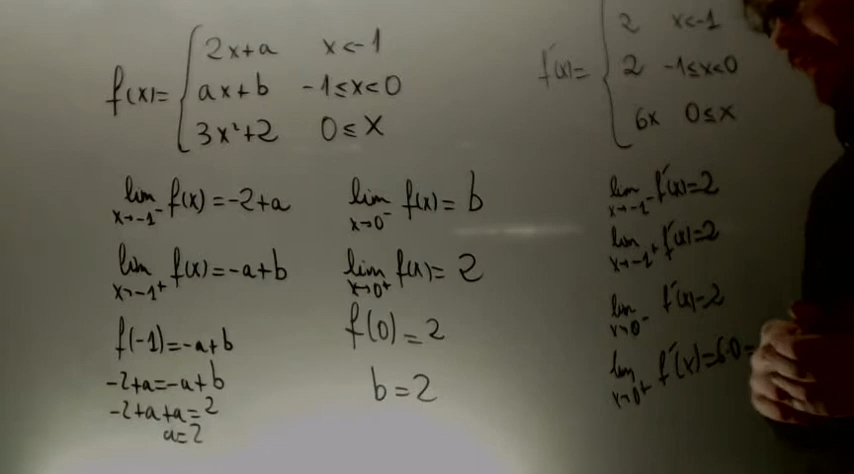 f(x)= { 2x+a x<-1
ax+b -1≤x<0
3x²+2 0≤x
lim x→-1⁻ f(x)=-2+a
lim x→-1⁺ f(x)=-a+b
f(-1)=-a+b
-2+a=-a+b
-2+a+a=2
a=2
lim x→0⁻ f(x)=b
lim x→0⁺ f(x)=2
f(0)=2
b=2
f'(x)= { 2 x<-1
2 -1≤x<0
6x 0≤x
lim x→-1⁻ f'(x)=2
lim x→-1⁺ f'(x)=2
lim x→0⁻ f'(x)=2
lim x→0⁺ f'(x)=6·0=